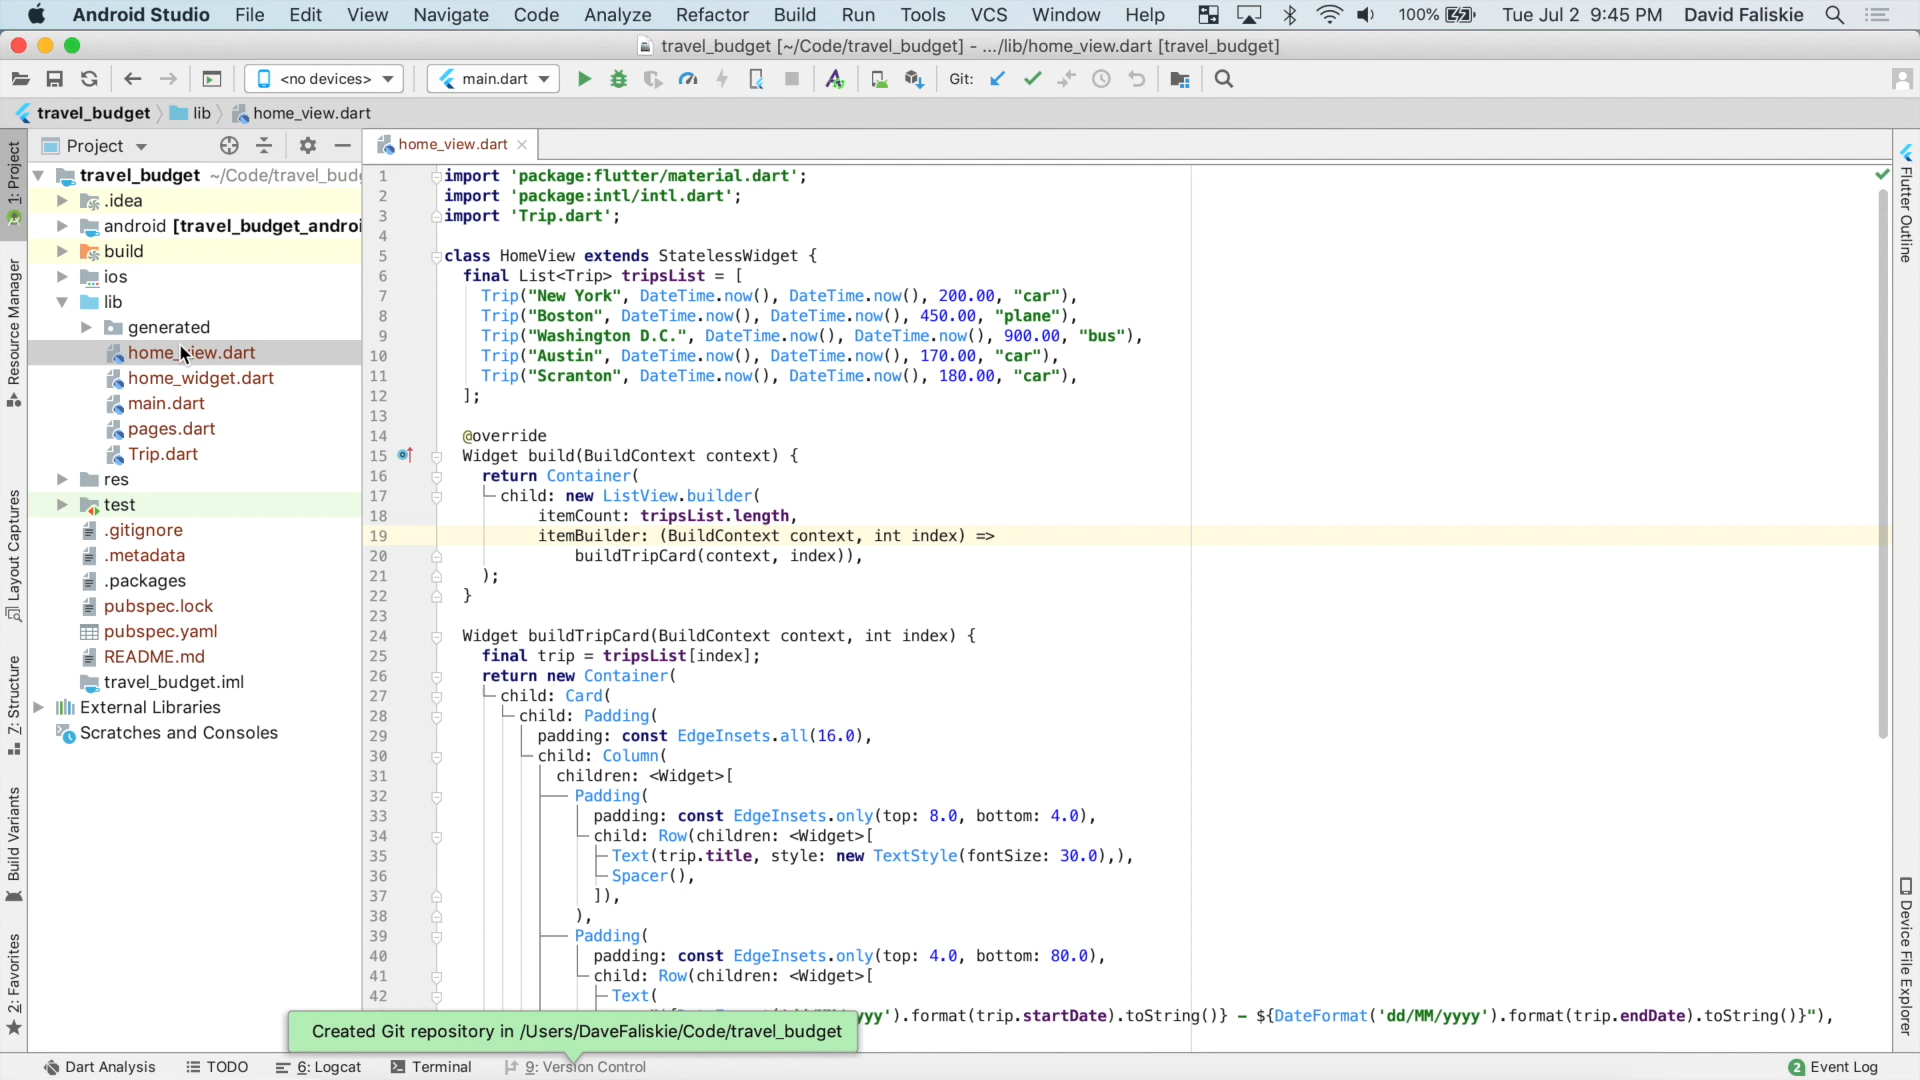 Android Studio File Edit View Navigate Code Analyze Refactor Build Run Tools VCS Window Help 100% Tue Jul 2 9:45 PM David Faliskie
travel_budget [~/Code/travel_budget] - .../lib/home_view.dart [travel_budget]
<no devices> main.dart Git:
travel_budget lib home_view.dart
Project
home_view.dart
1: Project
Resource Manager
Layout Captures
7: Structure
Build Variants
2: Favorites
travel_budget ~/Code/travel_budg
.idea
android [travel_budget_androi
build
ios
lib
generated
home_view.dart
home_widget.dart
main.dart
pages.dart
Trip.dart
res
test
.gitignore
.metadata
.packages
pubspec.lock
pubspec.yaml
README.md
travel_budget.iml
External Libraries
Scratches and Consoles
1 import 'package:flutter/material.dart';
2 import 'package:intl/intl.dart';
3 import 'Trip.dart';
4
5 class HomeView extends StatelessWidget {
6 final List<Trip> tripsList = [
7 Trip("New York", DateTime.now(), DateTime.now(), 200.00, "car"),
8 Trip("Boston", DateTime.now(), DateTime.now(), 450.00, "plane"),
9 Trip("Washington D.C.", DateTime.now(), DateTime.now(), 900.00, "bus"),
10 Trip("Austin", DateTime.now(), DateTime.now(), 170.00, "car"),
11 Trip("Scranton", DateTime.now(), DateTime.now(), 180.00, "car"),
12 ];
13
14 @override
15 Widget build(BuildContext context) {
16 return Container(
17 child: new ListView.builder(
18 itemCount: tripsList.length,
19 itemBuilder: (BuildContext context, int index) =>
20 buildTripCard(context, index)),
21 );
22 }
23
24 Widget buildTripCard(BuildContext context, int index) {
25 final trip = tripsList[index];
26 return new Container(
27 child: Card(
28 child: Padding(
29 padding: const EdgeInsets.all(16.0),
30 child: Column(
31 children: <Widget>[
32 Padding(
33 padding: const EdgeInsets.only(top: 8.0, bottom: 4.0),
34 child: Row(children: <Widget>[
35 Text(trip.title, style: new TextStyle(fontSize: 30.0),),
36 Spacer(),
37 ]),
38 ),
39 Padding(
40 padding: const EdgeInsets.only(top: 4.0, bottom: 80.0),
41 child: Row(children: <Widget>[
42 Text(
yyy').format(trip.startDate).toString()} - ${DateFormat('dd/MM/yyyy').format(trip.endDate).toString()}"),
Created Git repository in /Users/DaveFaliskie/Code/travel_budget
Flutter Outline
Device File Explorer
Dart Analysis TODO 6: Logcat Terminal 9: Version Control 2 Event Log